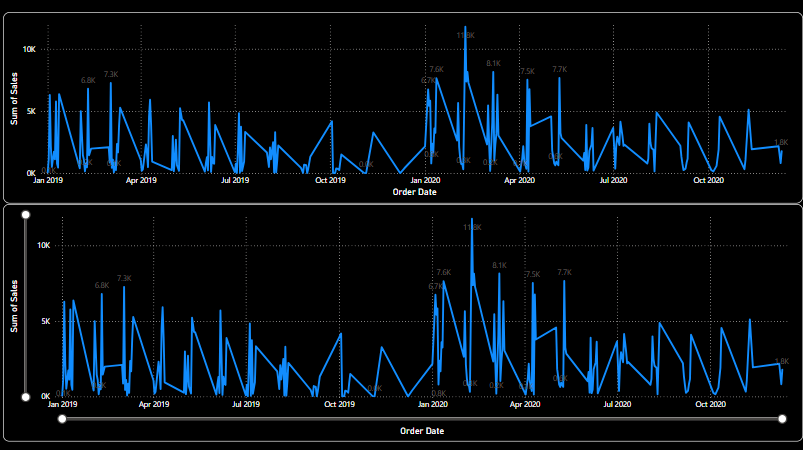 10K
5K
0K
Sum of Sales
6.8K
7.3K
11.8K
7.6K
6.7K
8.1K
7.5K
7.7K
1.8K
Jan 2019 Apr 2019 Jul 2019 Oct 2019 Jan 2020 Apr 2020 Jul 2020 Oct 2020
Order Date
10K
5K
0K
Sum of Sales
6.8K
7.3K
11.8K
7.6K
6.7K
8.1K
7.5K
7.7K
1.8K
0.8K
Jan 2019 Apr 2019 Jul 2019 Oct 2019 Jan 2020 Apr 2020 Jul 2020 Oct 2020
Order Date